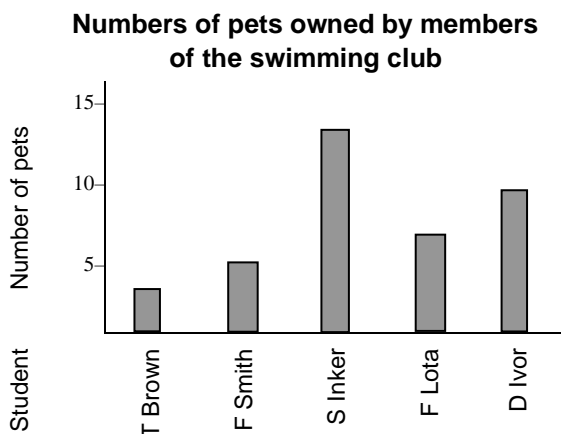 Numbers of pets owned by members
of the swimming club
Number of pets
15
10
5
Student
T Brown
F Smith
S Inker
F Lota
D Ivor